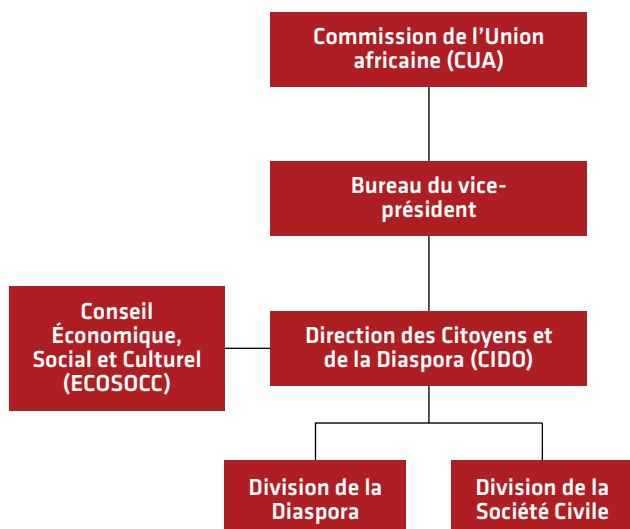 Commission de l’Union
africaine (CUA)
Bureau du vice-
président
Conseil
Économique,
Social et Culturel
(ECOSOCC)
Direction des Citoyens et
de la Diaspora (CIDO)
Division de la
Diaspora
Division de la
Société Civile